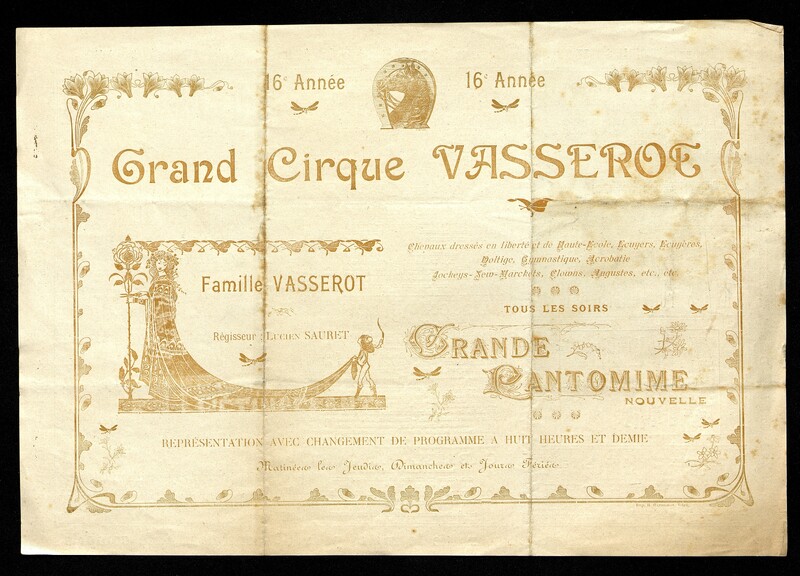 16e Année
16e Année
Grand Cirque VASSEROT
Famille VASSEROT
Régisseur : LUCIEN SAURET
Chevaux dressés en liberté et de Haute-Ecole, Ecuyers, Ecuyères,
Voltige, Gymnastique, Acrobatie
Jockeys-New-Markets, Clowns, Augustes, etc., etc.
TOUS LES SOIRS
GRANDE
PANTOMIME
NOUVELLE
REPRÉSENTATION AVEC CHANGEMENT DE PROGRAMME A HUIT HEURES ET DEMIE
Matinées les Jeudis, Dimanches et Jours Fériés